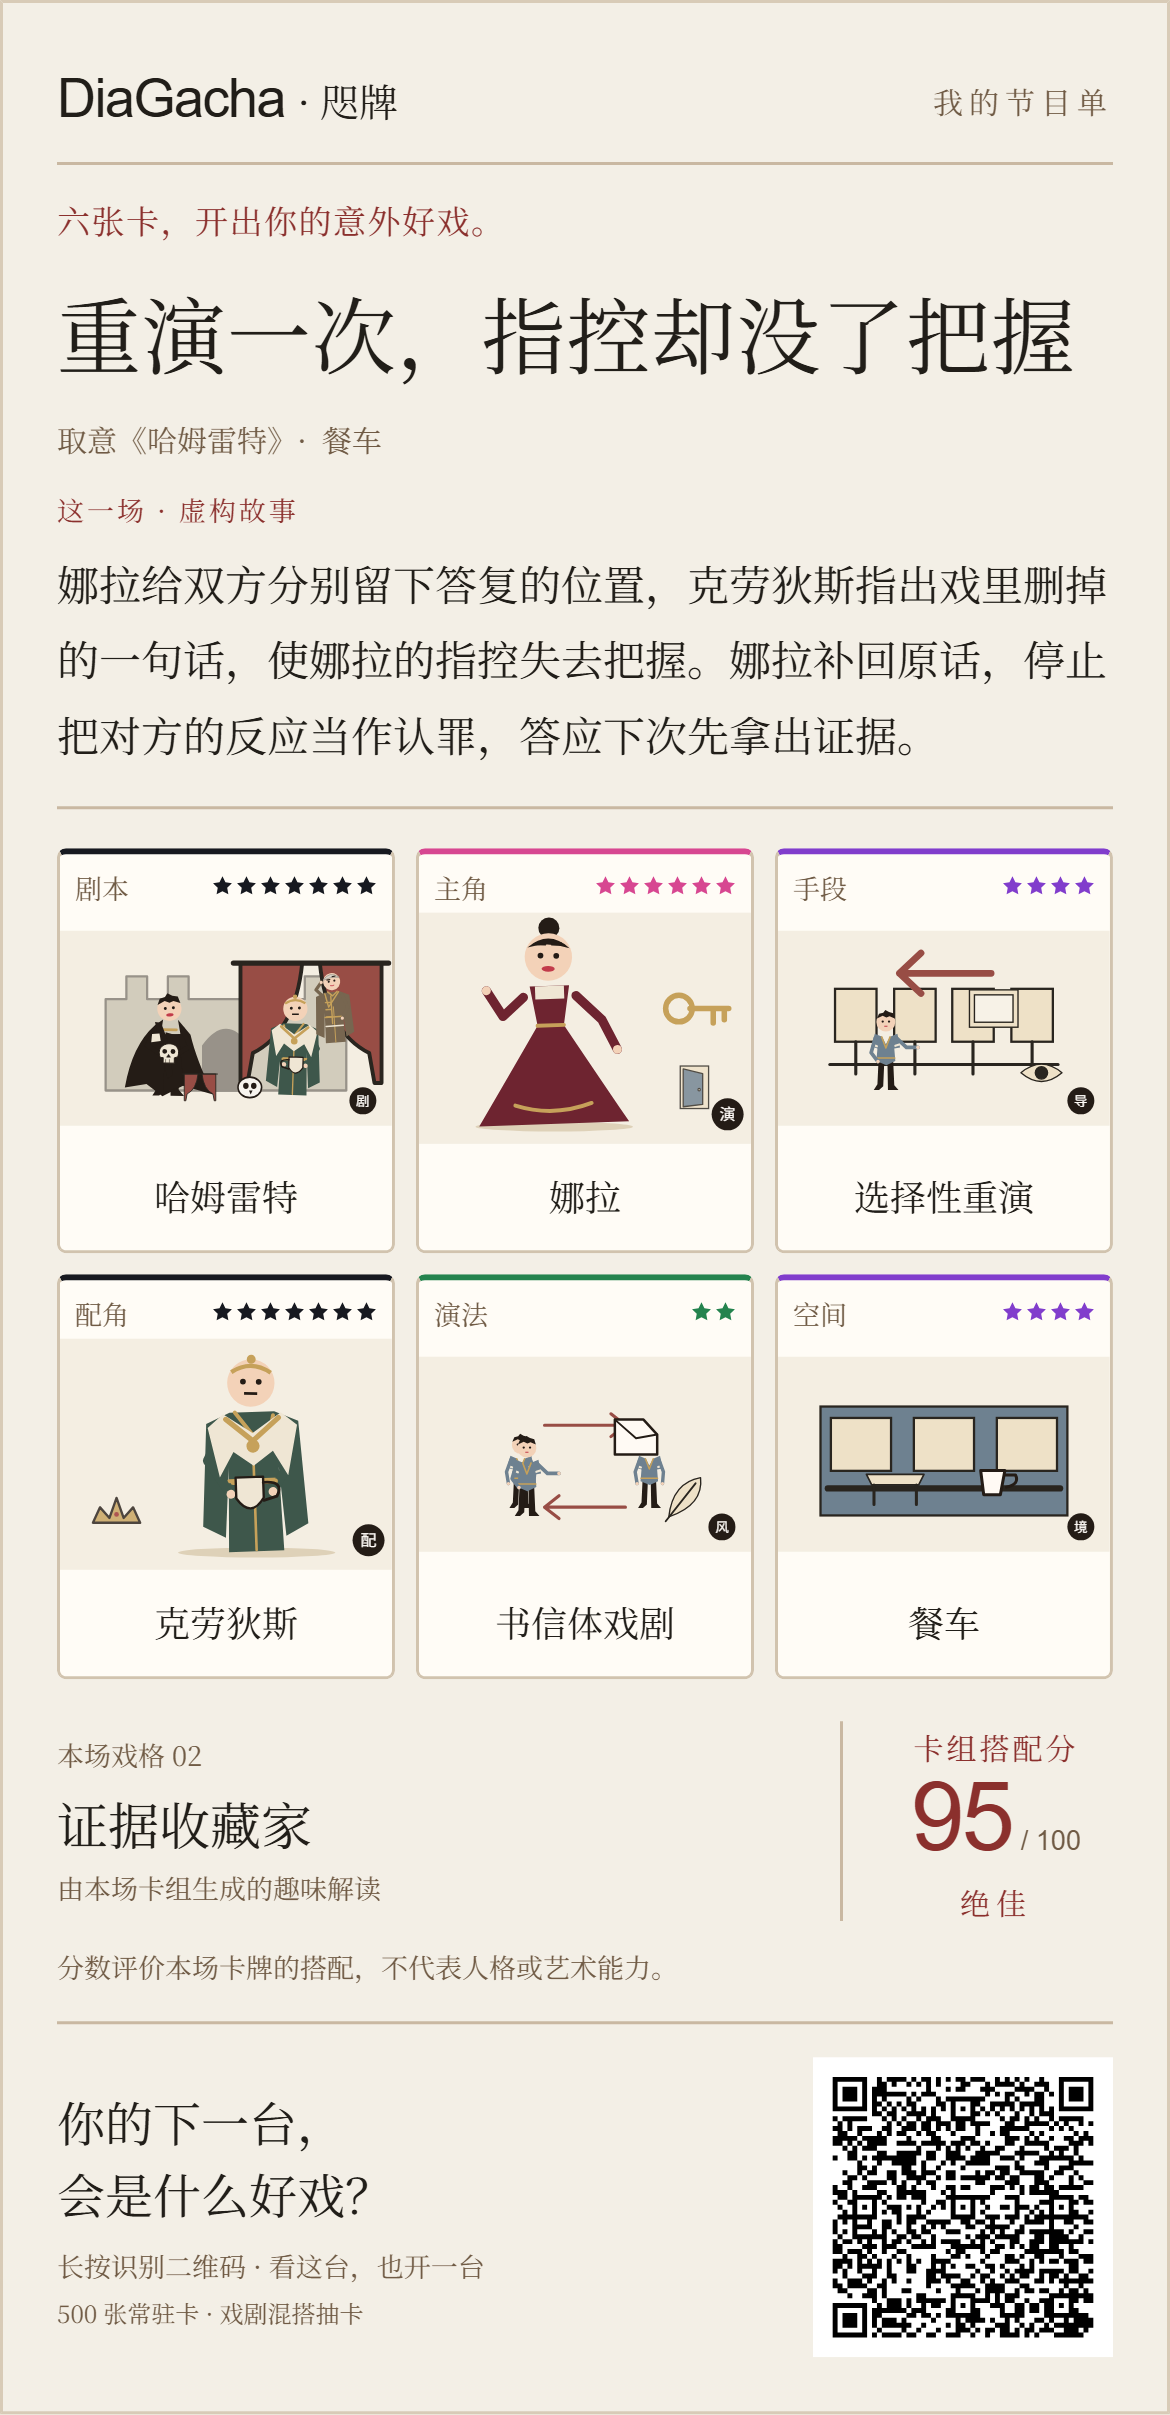 DiaGacha · 咫牌
我的节目单
六张卡，开出你的意外好戏。
重演一次，指控却没了把握
取意《哈姆雷特》· 餐车
这一场 · 虚构故事
娜拉给双方分别留下答复的位置，克劳狄斯指出戏里删掉
的一句话，使娜拉的指控失去把握。娜拉补回原话，停止
把对方的反应当作认罪，答应下次先拿出证据。
剧本
剧
哈姆雷特
主角
演
娜拉
手段
导
选择性重演
配角
配
克劳狄斯
演法
风
书信体戏剧
空间
境
餐车
本场戏格 02
证据收藏家
由本场卡组生成的趣味解读
卡组搭配分
95 / 100
绝佳
分数评价本场卡牌的搭配，不代表人格或艺术能力。
你的下一台，
会是什么好戏？
长按识别二维码 · 看这台，也开一台
500 张常驻卡 · 戏剧混搭抽卡